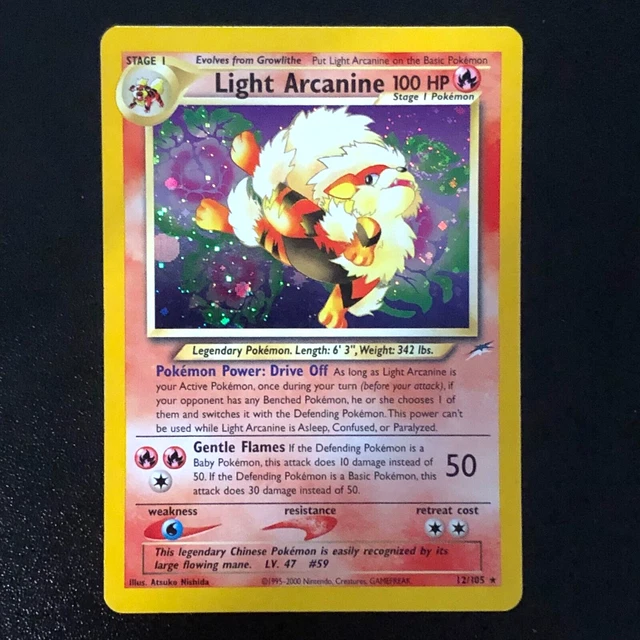 STAGE 1 Evolves from Growlithe Put Light Arcanine on the Basic Pokémon
Light Arcanine 100 HP
Stage 1 Pokémon
Legendary Pokémon. Length: 6' 3", Weight: 342 lbs.
Pokémon Power: Drive Off As long as Light Arcanine is
your Active Pokémon, once during your turn (before your attack), if
your opponent has any Benched Pokémon, he or she chooses 1 of
them and switches it with the Defending Pokémon. This power can't
be used while Light Arcanine is Asleep, Confused, or Paralyzed.
Gentle Flames If the Defending Pokémon is a
Baby Pokémon, this attack does 10 damage instead of
50. If the Defending Pokémon is a Basic Pokémon, this
attack does 30 damage instead of 50.
50
weakness resistance retreat cost
This legendary Chinese Pokémon is easily recognized by its
large flowing mane. LV. 47 #59
Illus. Atsuko Nishida ©1995-2000 Nintendo, Creatures, GAMEFREAK 12/105 ★